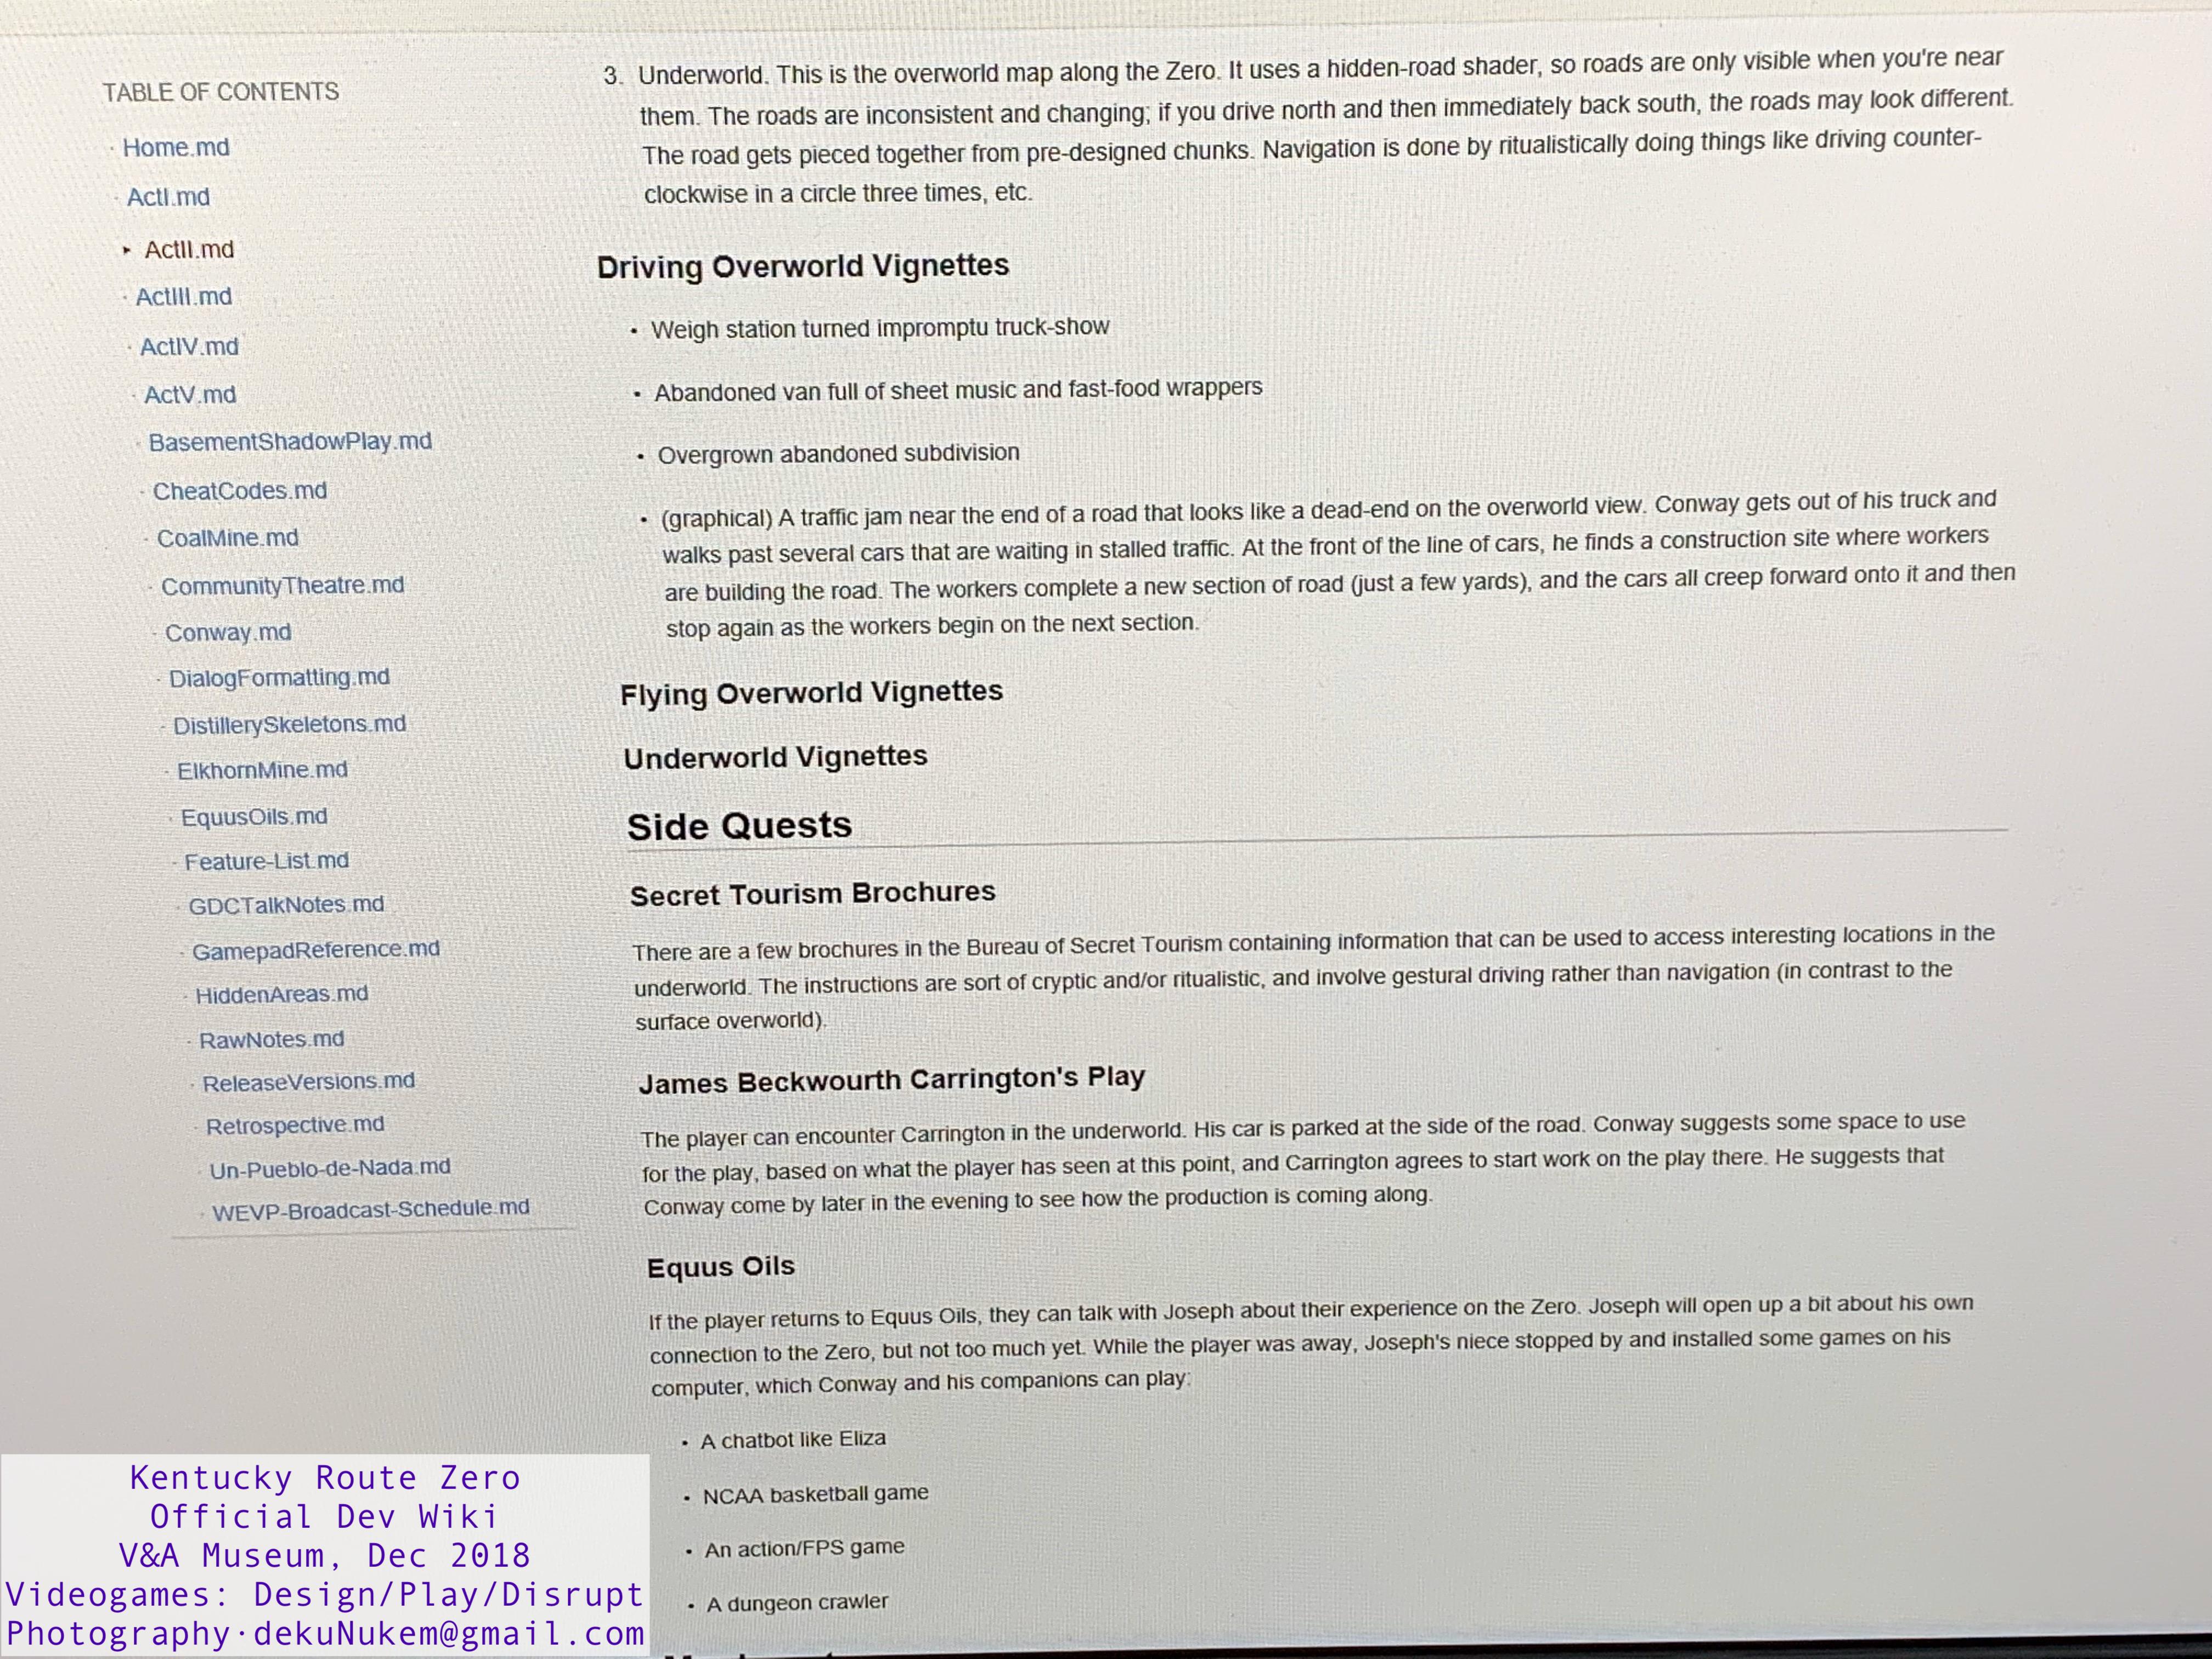 TABLE OF CONTENTS
Home.md
ActI.md
ActII.md
ActIII.md
ActIV.md
ActV.md
BasementShadowPlay.md
CheatCodes.md
CoalMine.md
CommunityTheatre.md
Conway.md
DialogFormatting.md
DistillerySkeletons.md
ElkhornMine.md
EquusOils.md
Feature-List.md
GDCTalkNotes.md
GamepadReference.md
HiddenAreas.md
RawNotes.md
ReleaseVersions.md
Retrospective.md
Un-Pueblo-de-Nada.md
WEVP-Broadcast-Schedule.md
3. Underworld. This is the overworld map along the Zero. It uses a hidden-road shader, so roads are only visible when you're near
them. The roads are inconsistent and changing; if you drive north and then immediately back south, the roads may look different.
The road gets pieced together from pre-designed chunks. Navigation is done by ritualistically doing things like driving counter-
clockwise in a circle three times, etc.
Driving Overworld Vignettes
• Weigh station turned impromptu truck-show
• Abandoned van full of sheet music and fast-food wrappers
• Overgrown abandoned subdivision
• (graphical) A traffic jam near the end of a road that looks like a dead-end on the overworld view. Conway gets out of his truck and
walks past several cars that are waiting in stalled traffic. At the front of the line of cars, he finds a construction site where workers
are building the road. The workers complete a new section of road (just a few yards), and the cars all creep forward onto it and then
stop again as the workers begin on the next section.
Flying Overworld Vignettes
Underworld Vignettes
Side Quests
Secret Tourism Brochures
There are a few brochures in the Bureau of Secret Tourism containing information that can be used to access interesting locations in the
underworld. The instructions are sort of cryptic and/or ritualistic, and involve gestural driving rather than navigation (in contrast to the
surface overworld).
James Beckwourth Carrington's Play
The player can encounter Carrington in the underworld. His car is parked at the side of the road. Conway suggests some space to use
for the play, based on what the player has seen at this point, and Carrington agrees to start work on the play there. He suggests that
Conway come by later in the evening to see how the production is coming along.
Equus Oils
If the player returns to Equus Oils, they can talk with Joseph about their experience on the Zero. Joseph will open up a bit about his own
connection to the Zero, but not too much yet. While the player was away, Joseph's niece stopped by and installed some games on his
computer, which Conway and his companions can play:
• A chatbot like Eliza
• NCAA basketball game
• An action/FPS game
• A dungeon crawler
Kentucky Route Zero
Official Dev Wiki
V&A Museum, Dec 2018
Videogames: Design/Play/Disrupt
Photography·dekuNukem@gmail.com